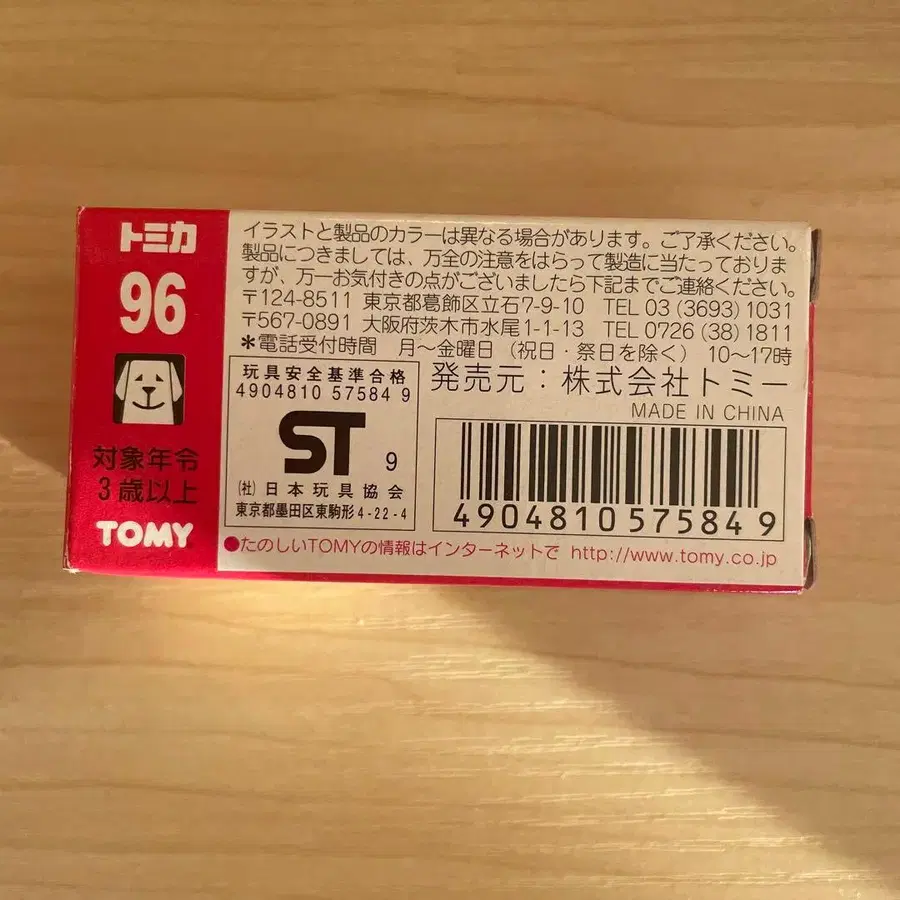 トミカ
96
対象年令
3歳以上
TOMY
イラストと製品のカラーは異なる場合があります。ご了承ください。
製品につきましては、万全の注意をはらって製造に当たっておりま
すが、万一お気付きの点がございましたら下記までご連絡ください。
〒124-8511 東京都葛飾区立石7-9-10 TEL 03 (3693) 1031
〒567-0891 大阪府茨木市水尾1-1-13 TEL 0726 (38) 1811
*電話受付時間 月〜金曜日(祝日・祭日を除く) 10〜17時
玩具安全基準合格
4904810 57584 9
ST 9
(社)日本玩具協会
東京都墨田区東駒形4-22-4
発売元:株式会社トミー
MADE IN CHINA
4904810575849
●たのしいTOMYの情報はインターネットで http://www.tomy.co.jp